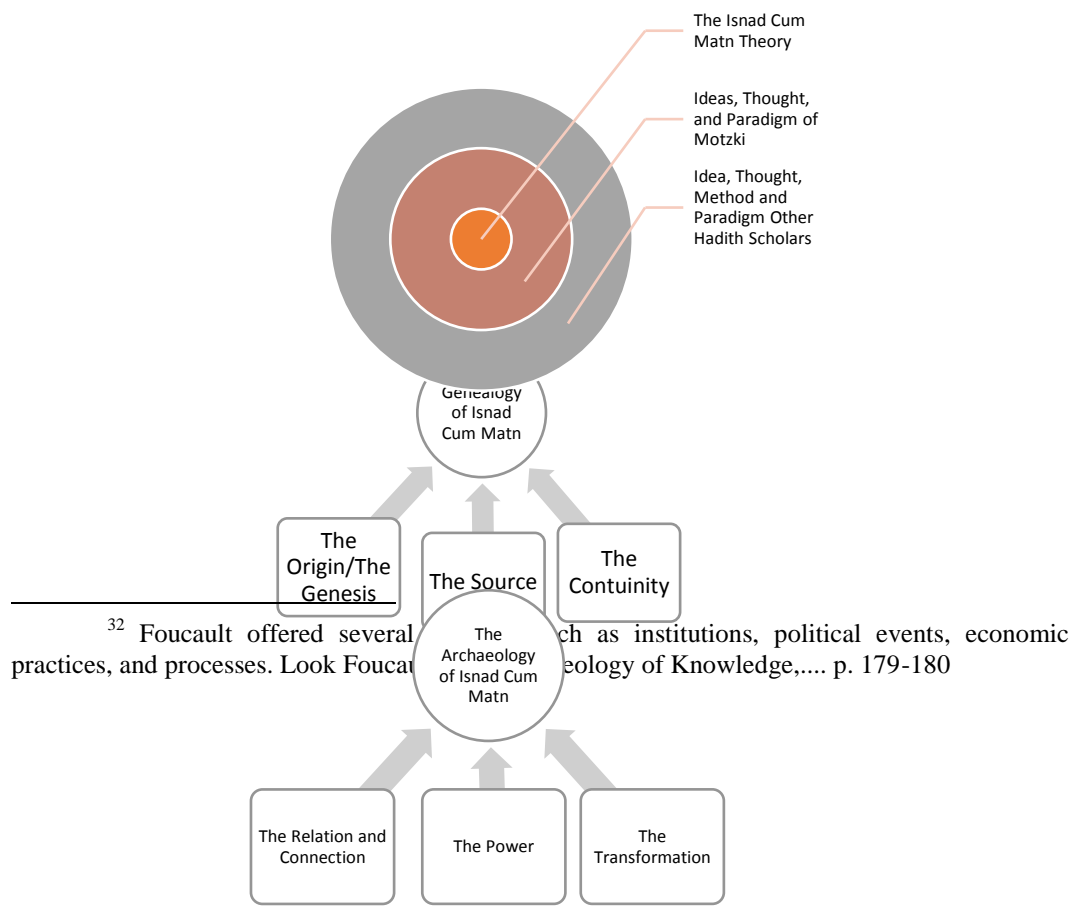 The Isnad Cum
Matn Theory
Ideas, Thought,
and Paradigm of
Motzki
Idea, Thought,
Method and
Paradigm Other
Hadith Scholars
Genealogy
of Isnad
Cum Matn
The
Origin/The
Genesis
The Source
The
Contuinity
32 Foucault offered several ch as institutions, political events, economic
practices, and processes. Look Foucau eology of Knowledge,.... p. 179-180
The
Archaeology
of Isnad Cum
Matn
The Relation and
Connection
The Power
The
Transformation